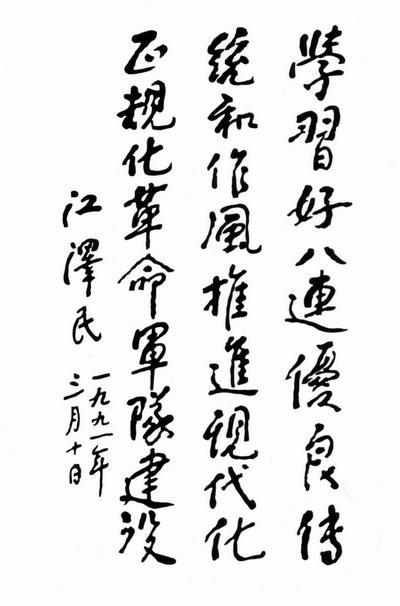 學習好八連優良傳
統和作風推進現代化
正規化革命軍隊建設
江澤民
一九九一年
三月十日